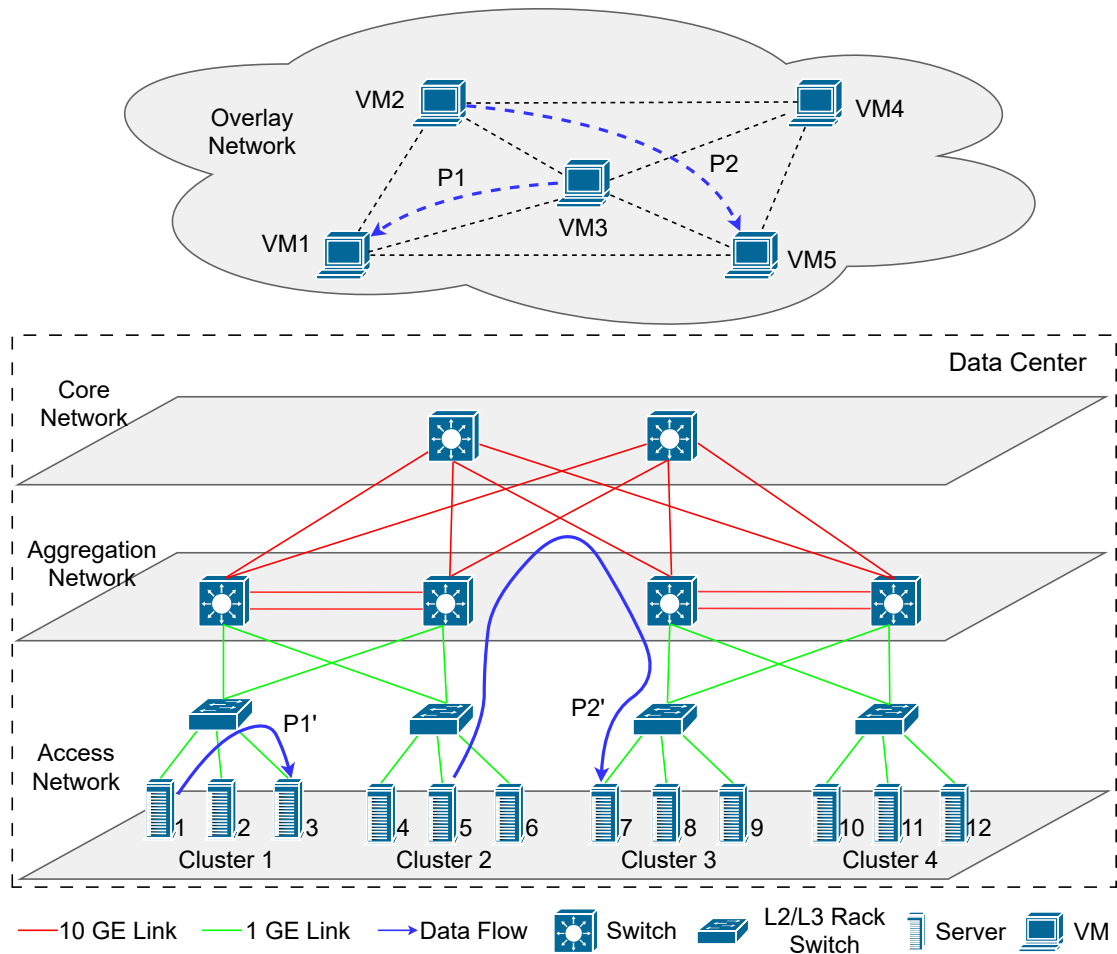 VM2
VM4
Overlay
Network
P1
P2
VM3
VM1
VM5
Data Center
Core
Network
Aggregation
Network
P1'
P2'
Access
Network
1 2 3 4 5 6 7 8 9 10 11 12
Cluster 1 Cluster 2 Cluster 3 Cluster 4
10 GE Link 1 GE Link Data Flow Switch L2/L3 Rack
Switch Server VM